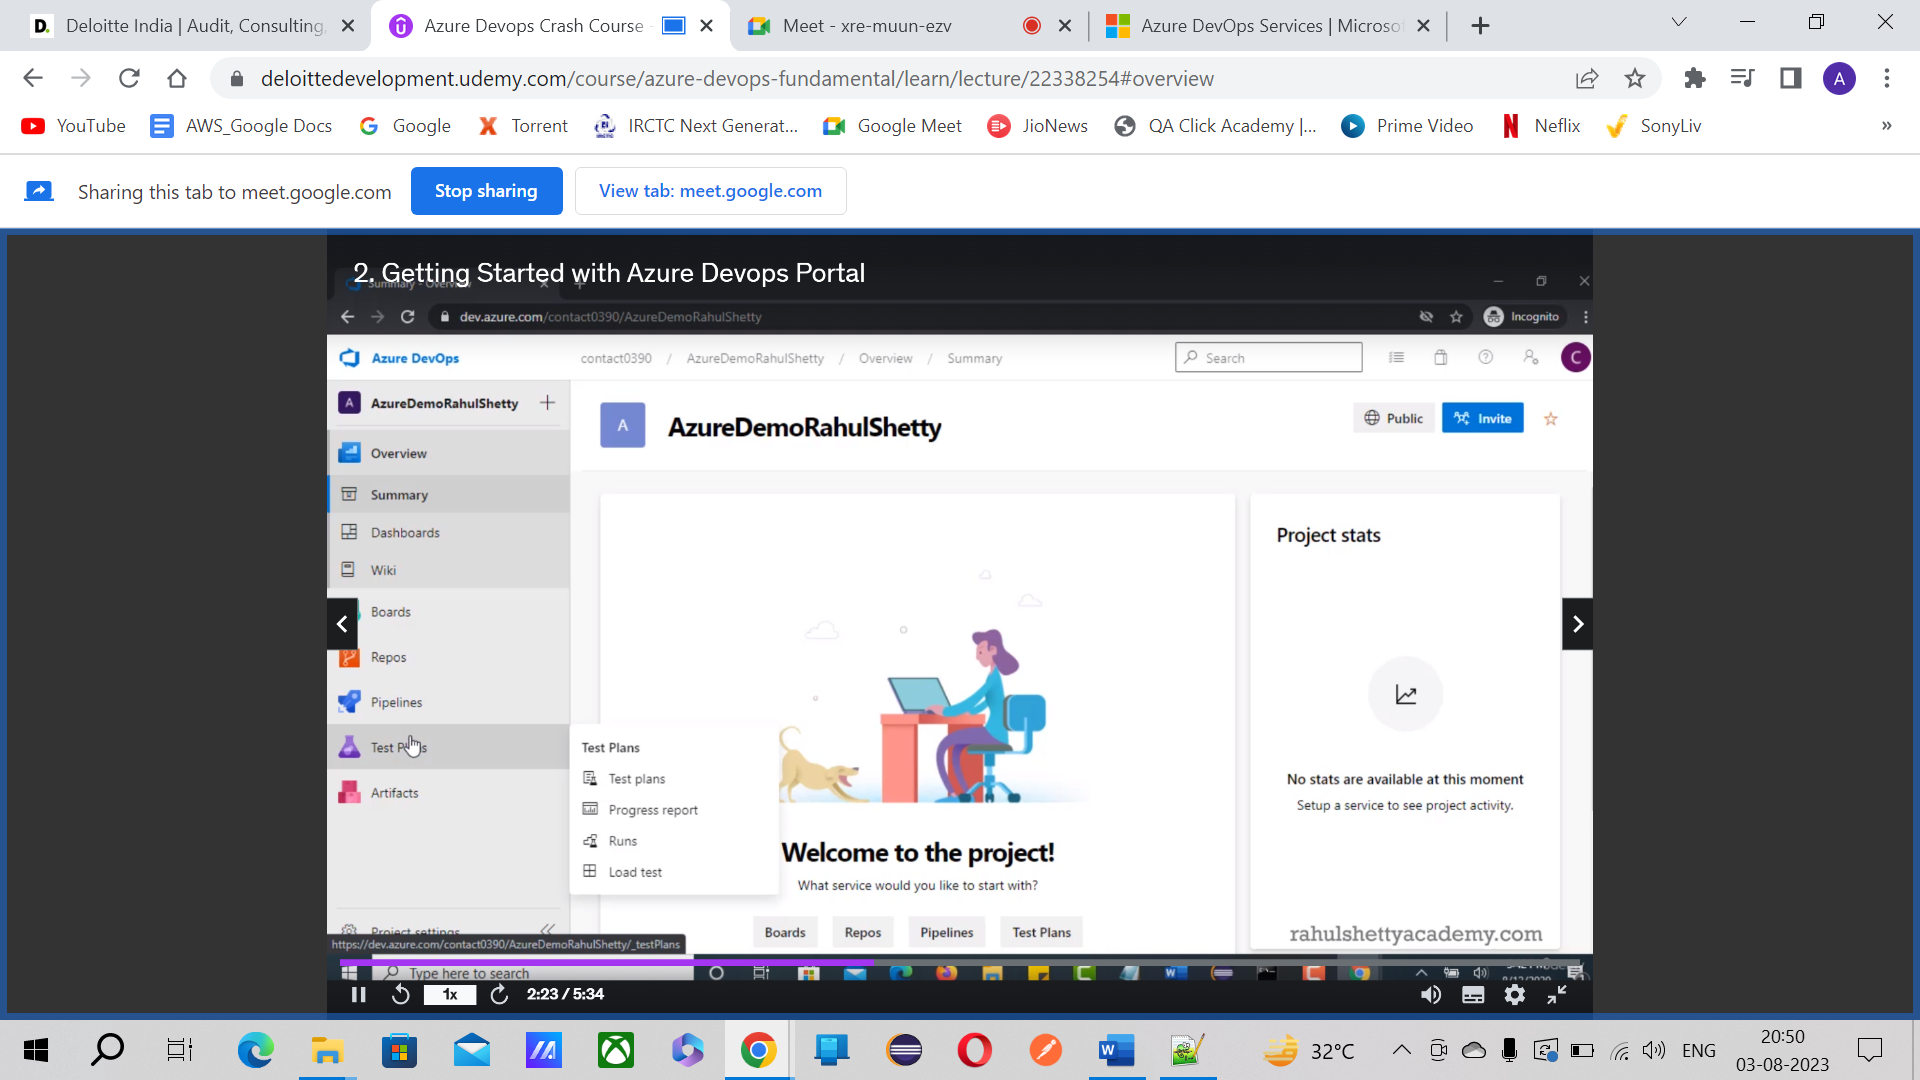 Deloitte India | Audit, Consulting,
Azure Devops Crash Course -
Meet - xre-muun-ezv
Azure DevOps Services | Microso
deloittedevelopment.udemy.com/course/azure-devops-fundamental/learn/lecture/22338254#overview
A
YouTube
AWS_Google Docs
Google
Torrent
IRCTC Next Generat...
Google Meet
JioNews
QA Click Academy |...
Prime Video
Neflix
SonyLiv
»
Sharing this tab to meet.google.com
Stop sharing
View tab: meet.google.com
2. Getting Started with Azure Devops Portal
Summary - Overview
dev.azure.com/contact0390/AzureDemoRahulShetty
Incognito
Azure DevOps
contact0390 / AzureDemoRahulShetty / Overview / Summary
Search
C
A
AzureDemoRahulShetty
Overview
Summary
Dashboards
Wiki
Boards
Repos
Pipelines
Test Plans
Artifacts
Project settings
A
AzureDemoRahulShetty
Public
Invite
Test Plans
Test plans
Progress report
Runs
Load test
Welcome to the project!
What service would you like to start with?
Boards
Repos
Pipelines
Test Plans
Project stats
No stats are available at this moment
Setup a service to see project activity.
rahulshettyacademy.com
https://dev.azure.com/contact0390/AzureDemoRahulShetty/_testPlans
Type here to search
1x
2:23 / 5:34
32°C
ENG
20:50
03-08-2023